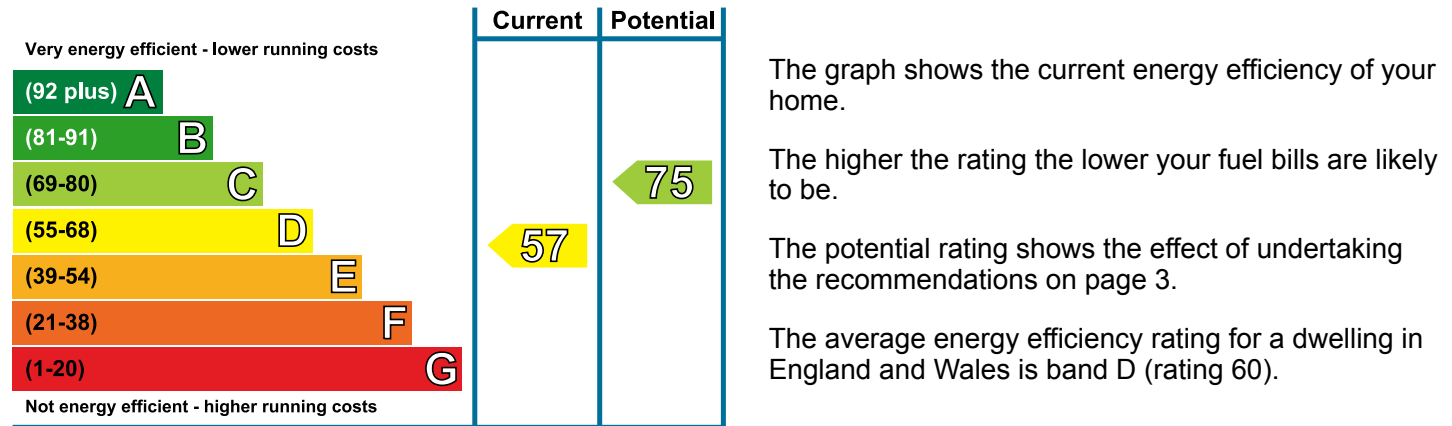 Current Potential
Very energy efficient - lower running costs
(92 plus) A
(81-91) B
(69-80) C
75
(55-68) D
57
(39-54) E
(21-38) F
(1-20) G
Not energy efficient - higher running costs
The graph shows the current energy efficiency of your
home.
The higher the rating the lower your fuel bills are likely
to be.
The potential rating shows the effect of undertaking
the recommendations on page 3.
The average energy efficiency rating for a dwelling in
England and Wales is band D (rating 60).